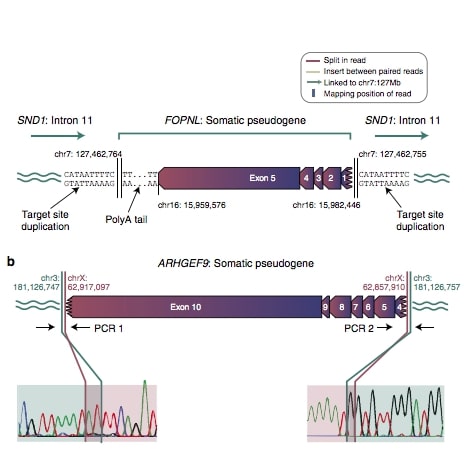 Split in read
Insert between paired reads
Linked to chr7:127Mb
Mapping position of read
SND1: Intron 11
FOPNL: Somatic pseudogene
SND1: Intron 11
chr7: 127,462,764
chr7: 127,462,755
CATAATTTTC
GTATTAAAAG
TT...TT
AA...AA
Exon 5
4 3 2 1
CATAATTTTC
GTATTAAAAG
Target site
duplication
PolyA tail
chr16: 15,959,576
chr16: 15,982,446
Target site
duplication
b
ARHGEF9: Somatic pseudogene
chr3:
181,126,747
chrX:
62,917,097
chrX:
62,857,910
chr3:
181,126,757
Exon 10
9 8 7 6 5 4
PCR 1
PCR 2